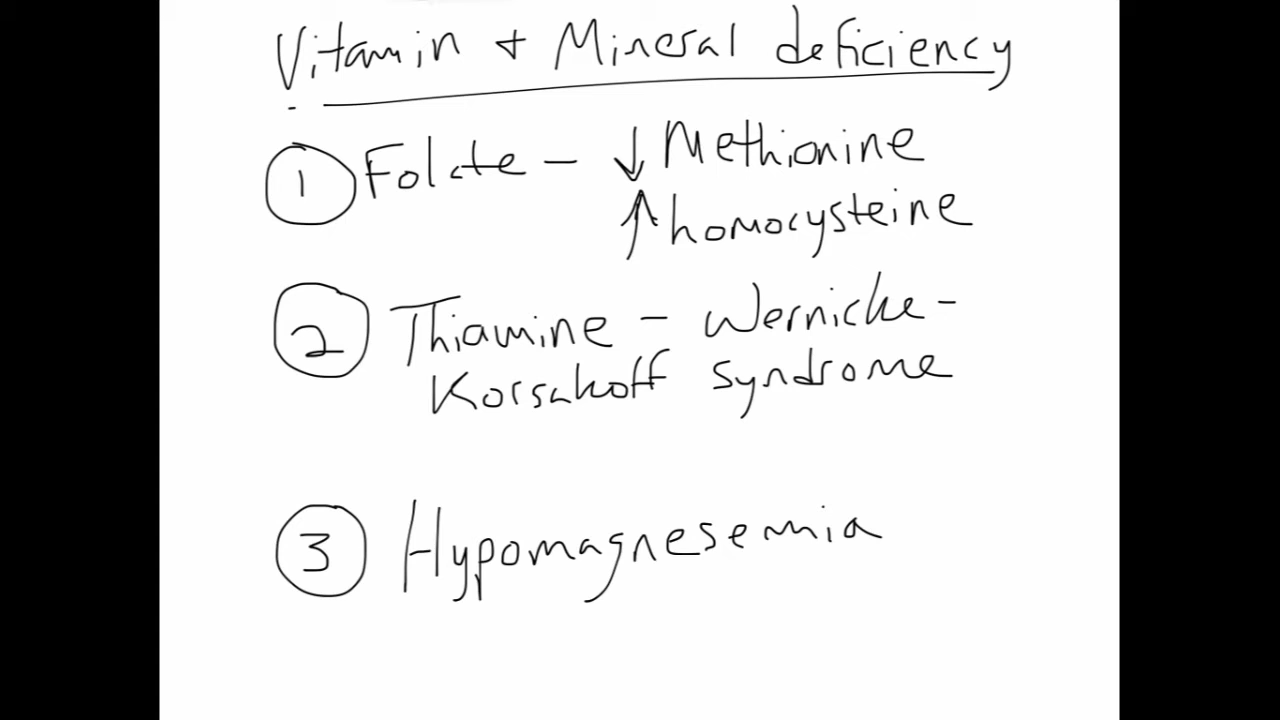 Vitamin + Mineral deficiency
① Folate – ↓ Methionine
↑ homocysteine
② Thiamine – Wernicke-
Korsakoff syndrome
③ Hypomagnesemia